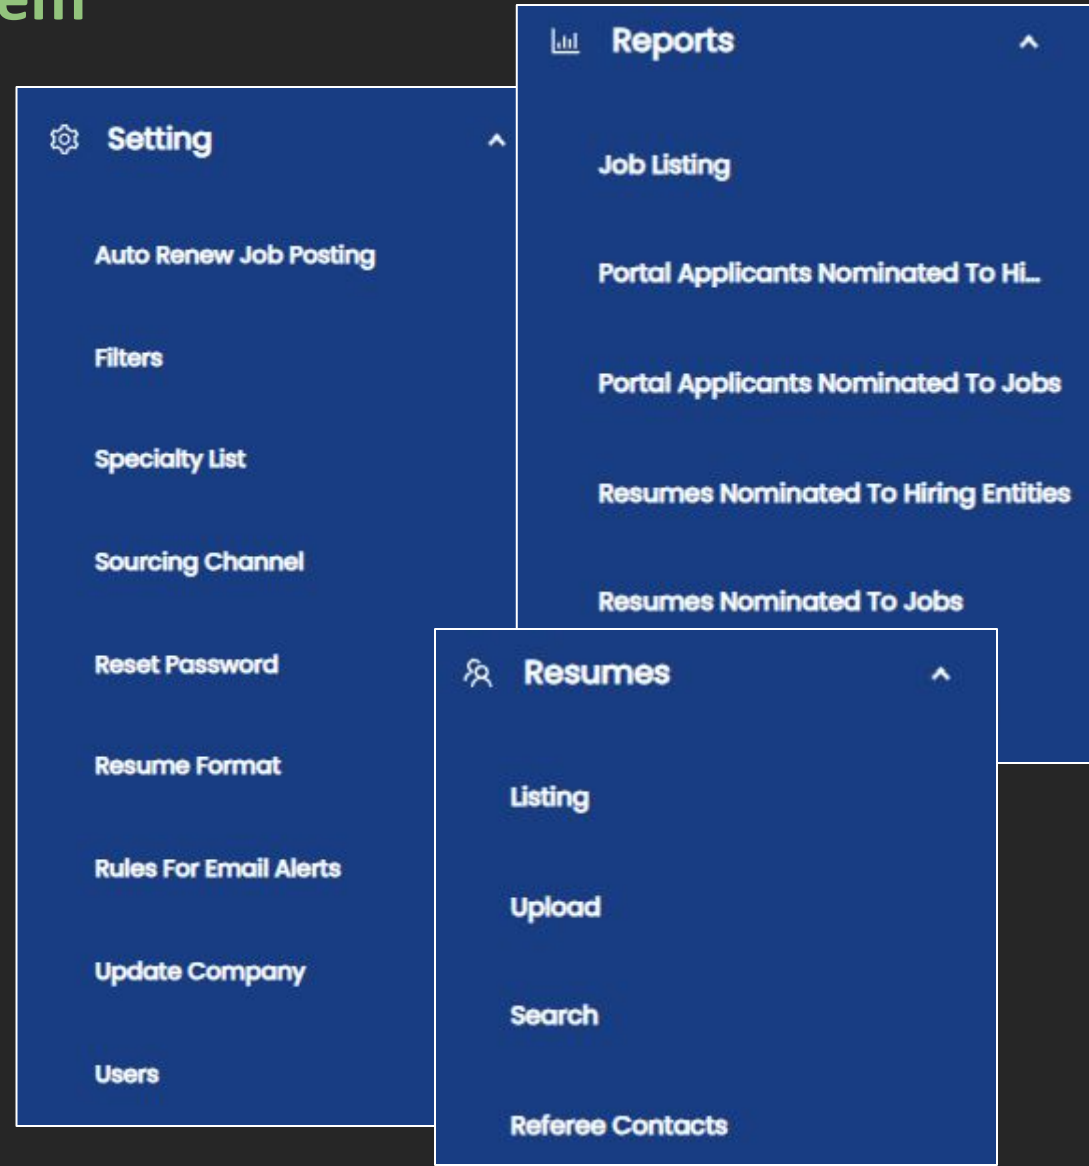 Setting
Auto Renew Job Posting
Filters
Specialty List
Sourcing Channel
Reset Password
Resume Format
Rules For Email Alerts
Update Company
Users
Reports
Job Listing
Portal Applicants Nominated To Hi...
Portal Applicants Nominated To Jobs
Resumes Nominated To Hiring Entities
Resumes Nominated To Jobs
Resumes
Listing
Upload
Search
Referee Contacts